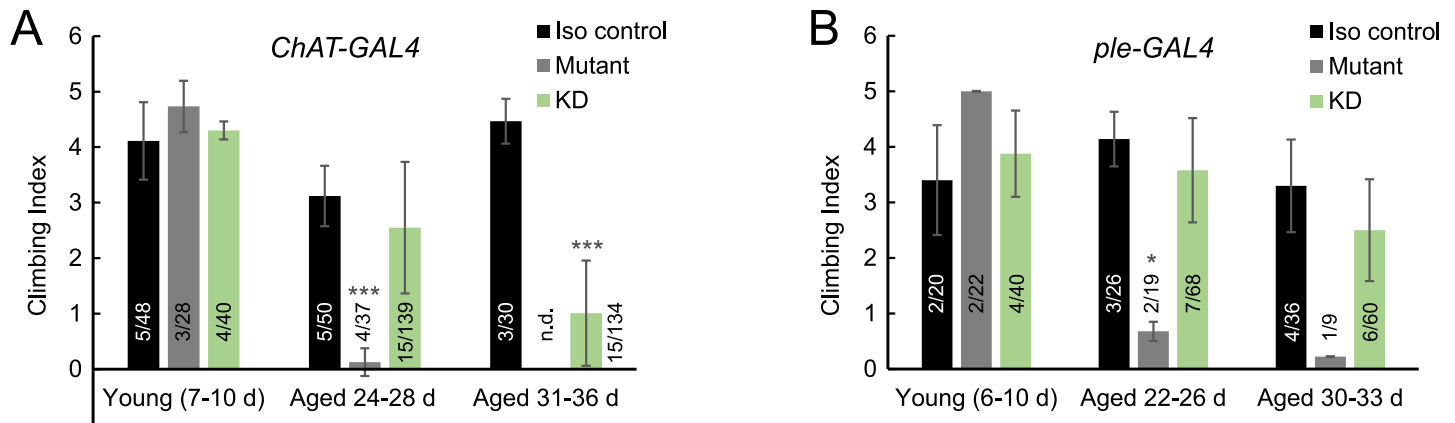 A
ChAT-GAL4
Iso control
Mutant
KD
Climbing Index
6
5
4
3
2
1
0
5/48
3/28
4/40
5/50
***
4/37
15/139
3/30
n.d.
***
15/134
Young (7-10 d)
Aged 24-28 d
Aged 31-36 d
B
ple-GAL4
Iso control
Mutant
KD
Climbing Index
6
5
4
3
2
1
0
2/20
2/22
4/40
3/26
*
2/19
7/68
4/36
1/9
6/60
Young (6-10 d)
Aged 22-26 d
Aged 30-33 d